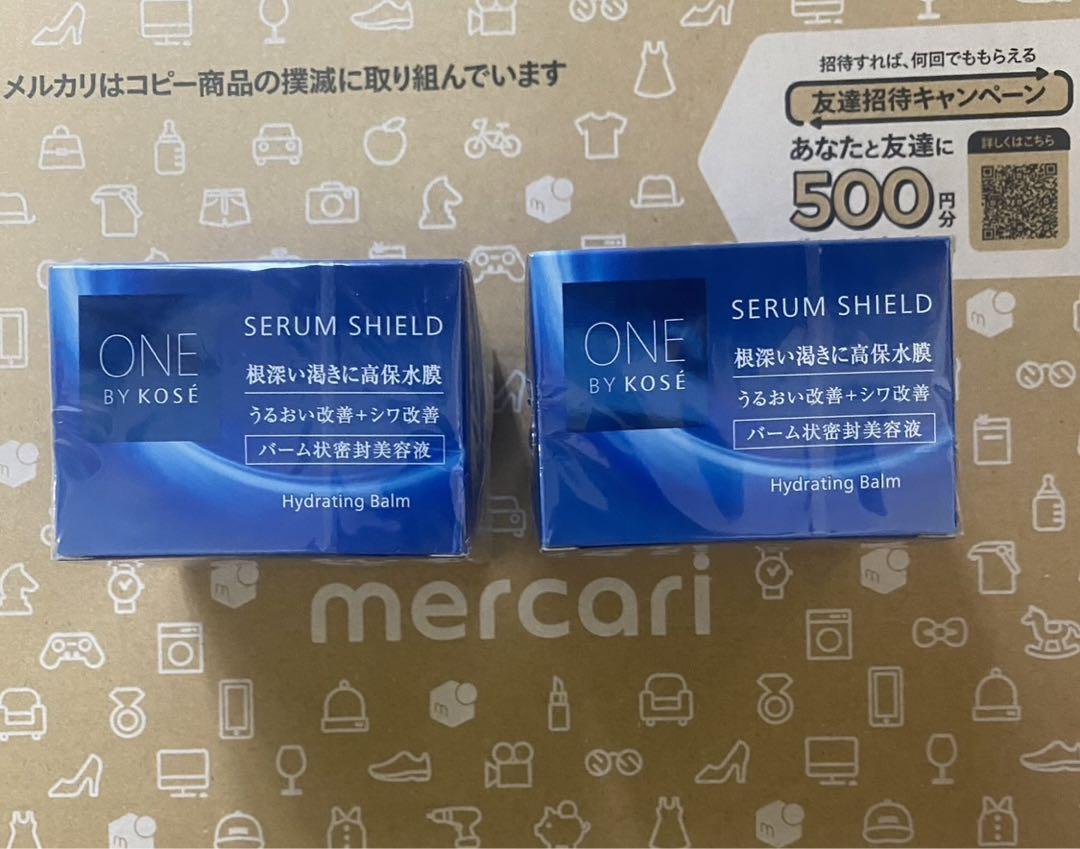 メルカリはコピー商品の撲滅に取り組んでいます
招待すれば、何回でももらえる
友達招待キャンペーン
あなたと友達に
500円分
詳しくはこちら
ONE
BY KOSÉ
SERUM SHIELD
根深い渇きに高保水膜
うるおい改善+シワ改善
バーム状密封美容液
Hydrating Balm
ONE
BY KOSÉ
SERUM SHIELD
根深い渇きに高保水膜
うるおい改善+シワ改善
バーム状密封美容液
Hydrating Balm
mercari